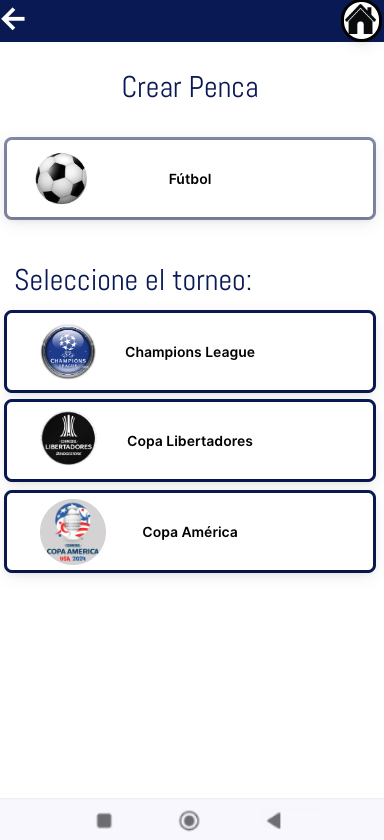 Crear Penca
Fútbol
Seleccione el torneo:
CHAMPIONS
LEAGUE
Champions League
CONMEBOL
LIBERTADORES
Copa Libertadores
CONMEBOL
COPA AMERICA
USA 2024
Copa América